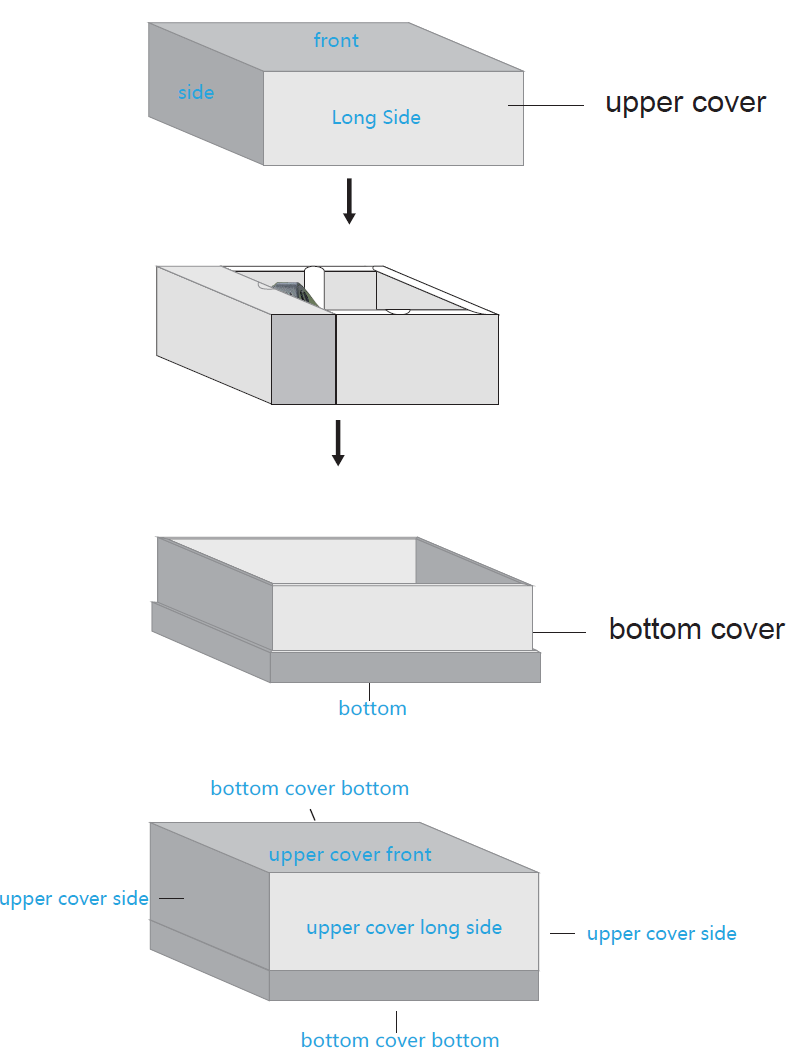 front
side
Long Side
upper cover
bottom cover
bottom
bottom cover bottom
upper cover front
upper cover side
upper cover long side
upper cover side
bottom cover bottom